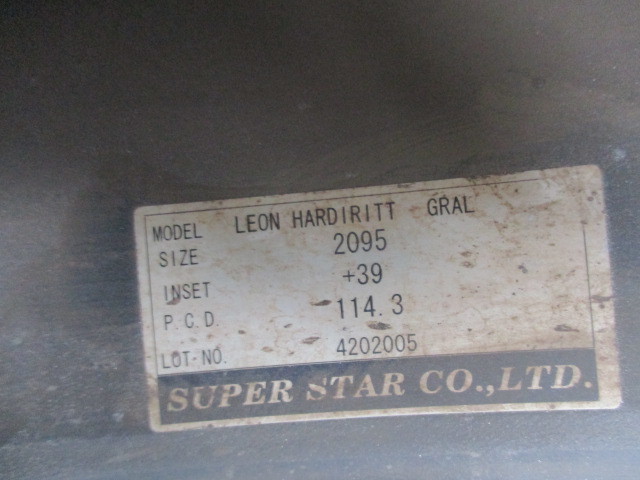 MODEL LEON HARDIRITT GRAL
SIZE 2095
INSET +39
P.C.D. 114.3
LOT-NO. 4202005
SUPER STAR CO.,LTD.